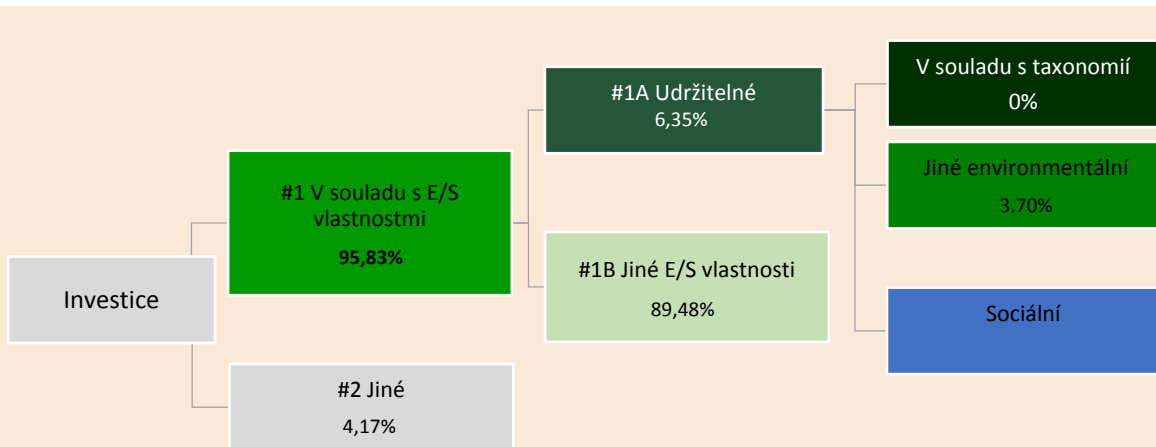 Investice
#1 V souladu s E/S
vlastnostmi
95,83%
#2 Jiné
4,17%
#1A Udržitelné
6,35%
#1B Jiné E/S vlastnosti
89,48%
V souladu s taxonomií
0%
Jiné environmentální
3,70%
Sociální